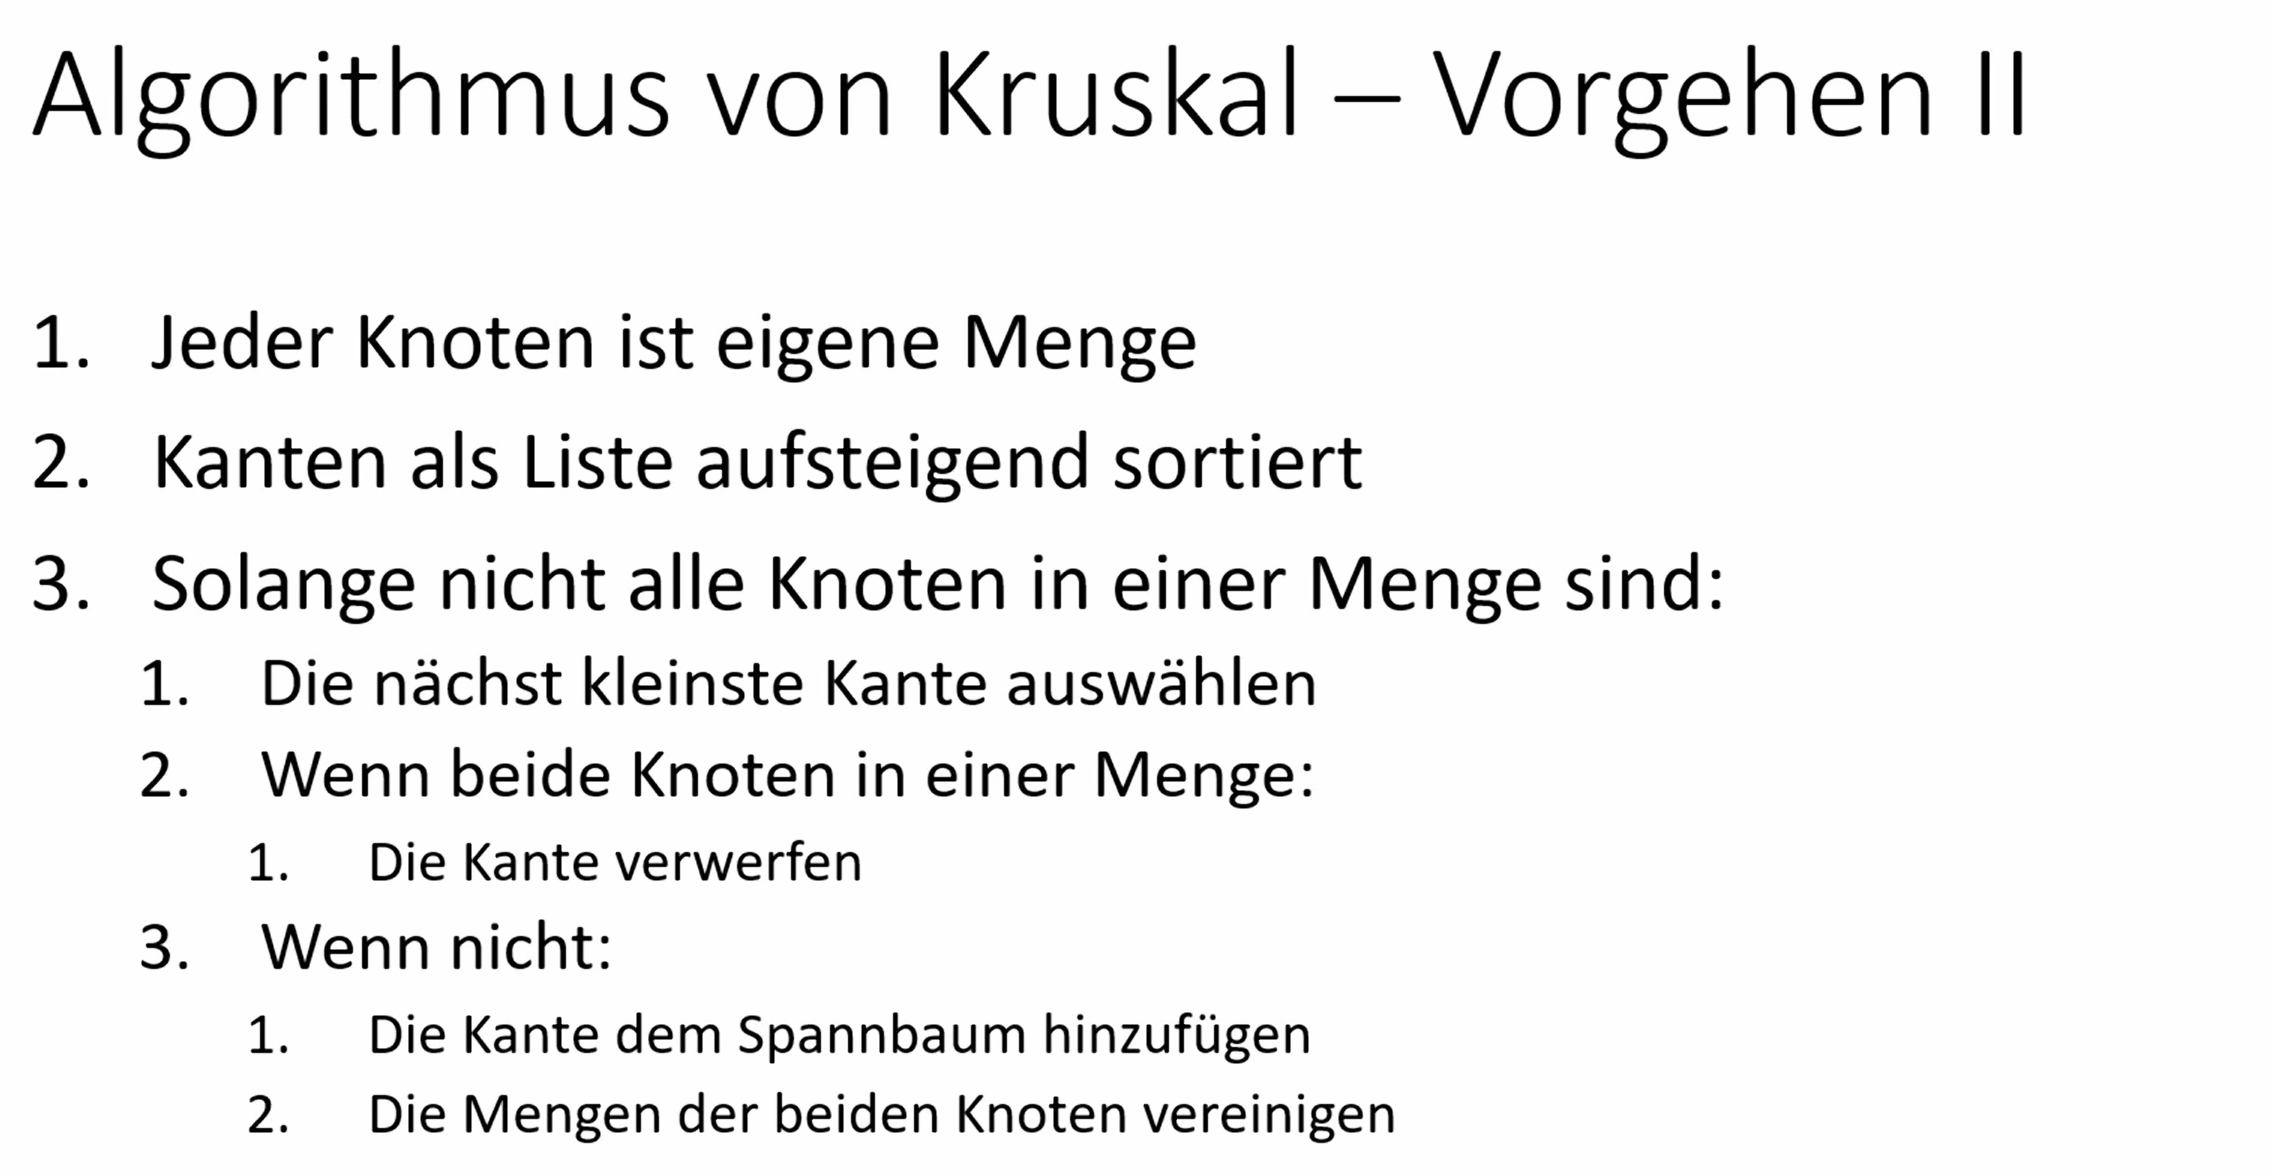 Algorithmus von Kruskal – Vorgehen II
1. Jeder Knoten ist eigene Menge
2. Kanten als Liste aufsteigend sortiert
3. Solange nicht alle Knoten in einer Menge sind:
1. Die nächst kleinste Kante auswählen
2. Wenn beide Knoten in einer Menge:
1. Die Kante verwerfen
3. Wenn nicht:
1. Die Kante dem Spannbaum hinzufügen
2. Die Mengen der beiden Knoten vereinigen